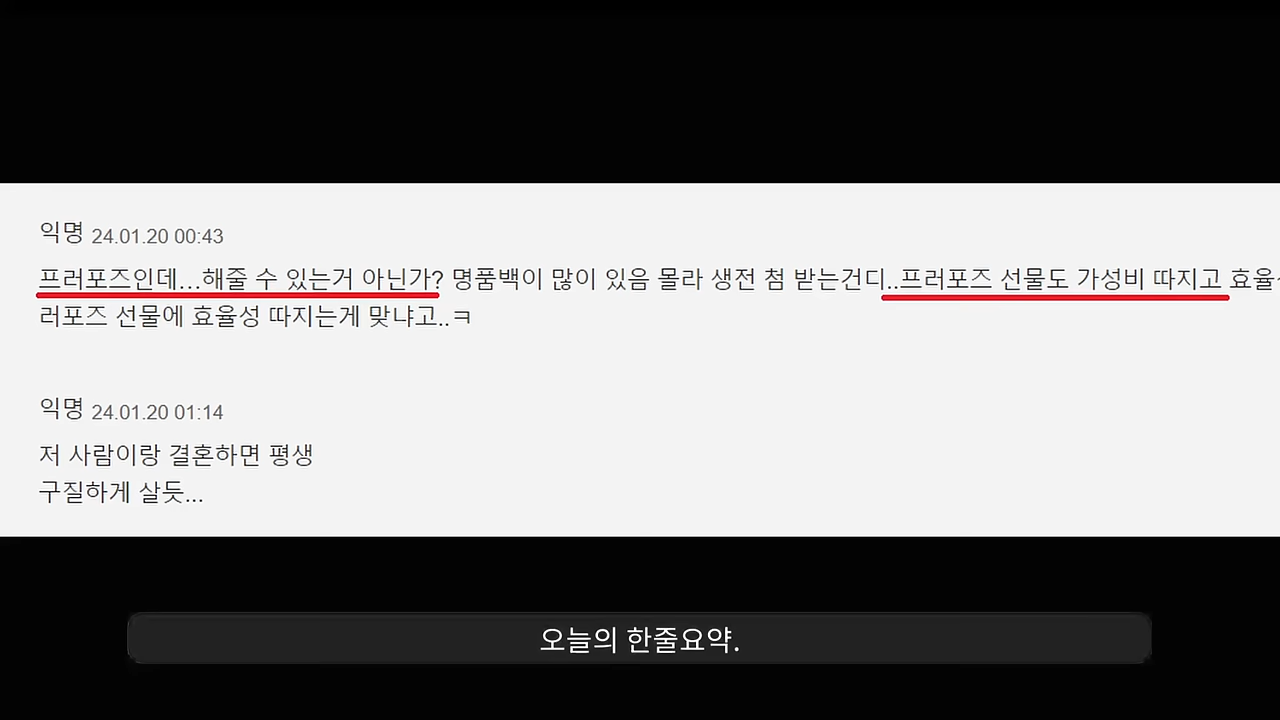 익명 24.01.20 00:43
프러포즈인데...해줄 수 있는거 아닌가? 명품백이 많이 있음 몰라 생전 첨 받는건디..프러포즈 선물도 가성비 따지고 효율
러포즈 선물에 효율성 따지는게 맞냐고..ㅋ
익명 24.01.20 01:14
저 사람이랑 결혼하면 평생
구질하게 살듯...
오늘의 한줄요약.